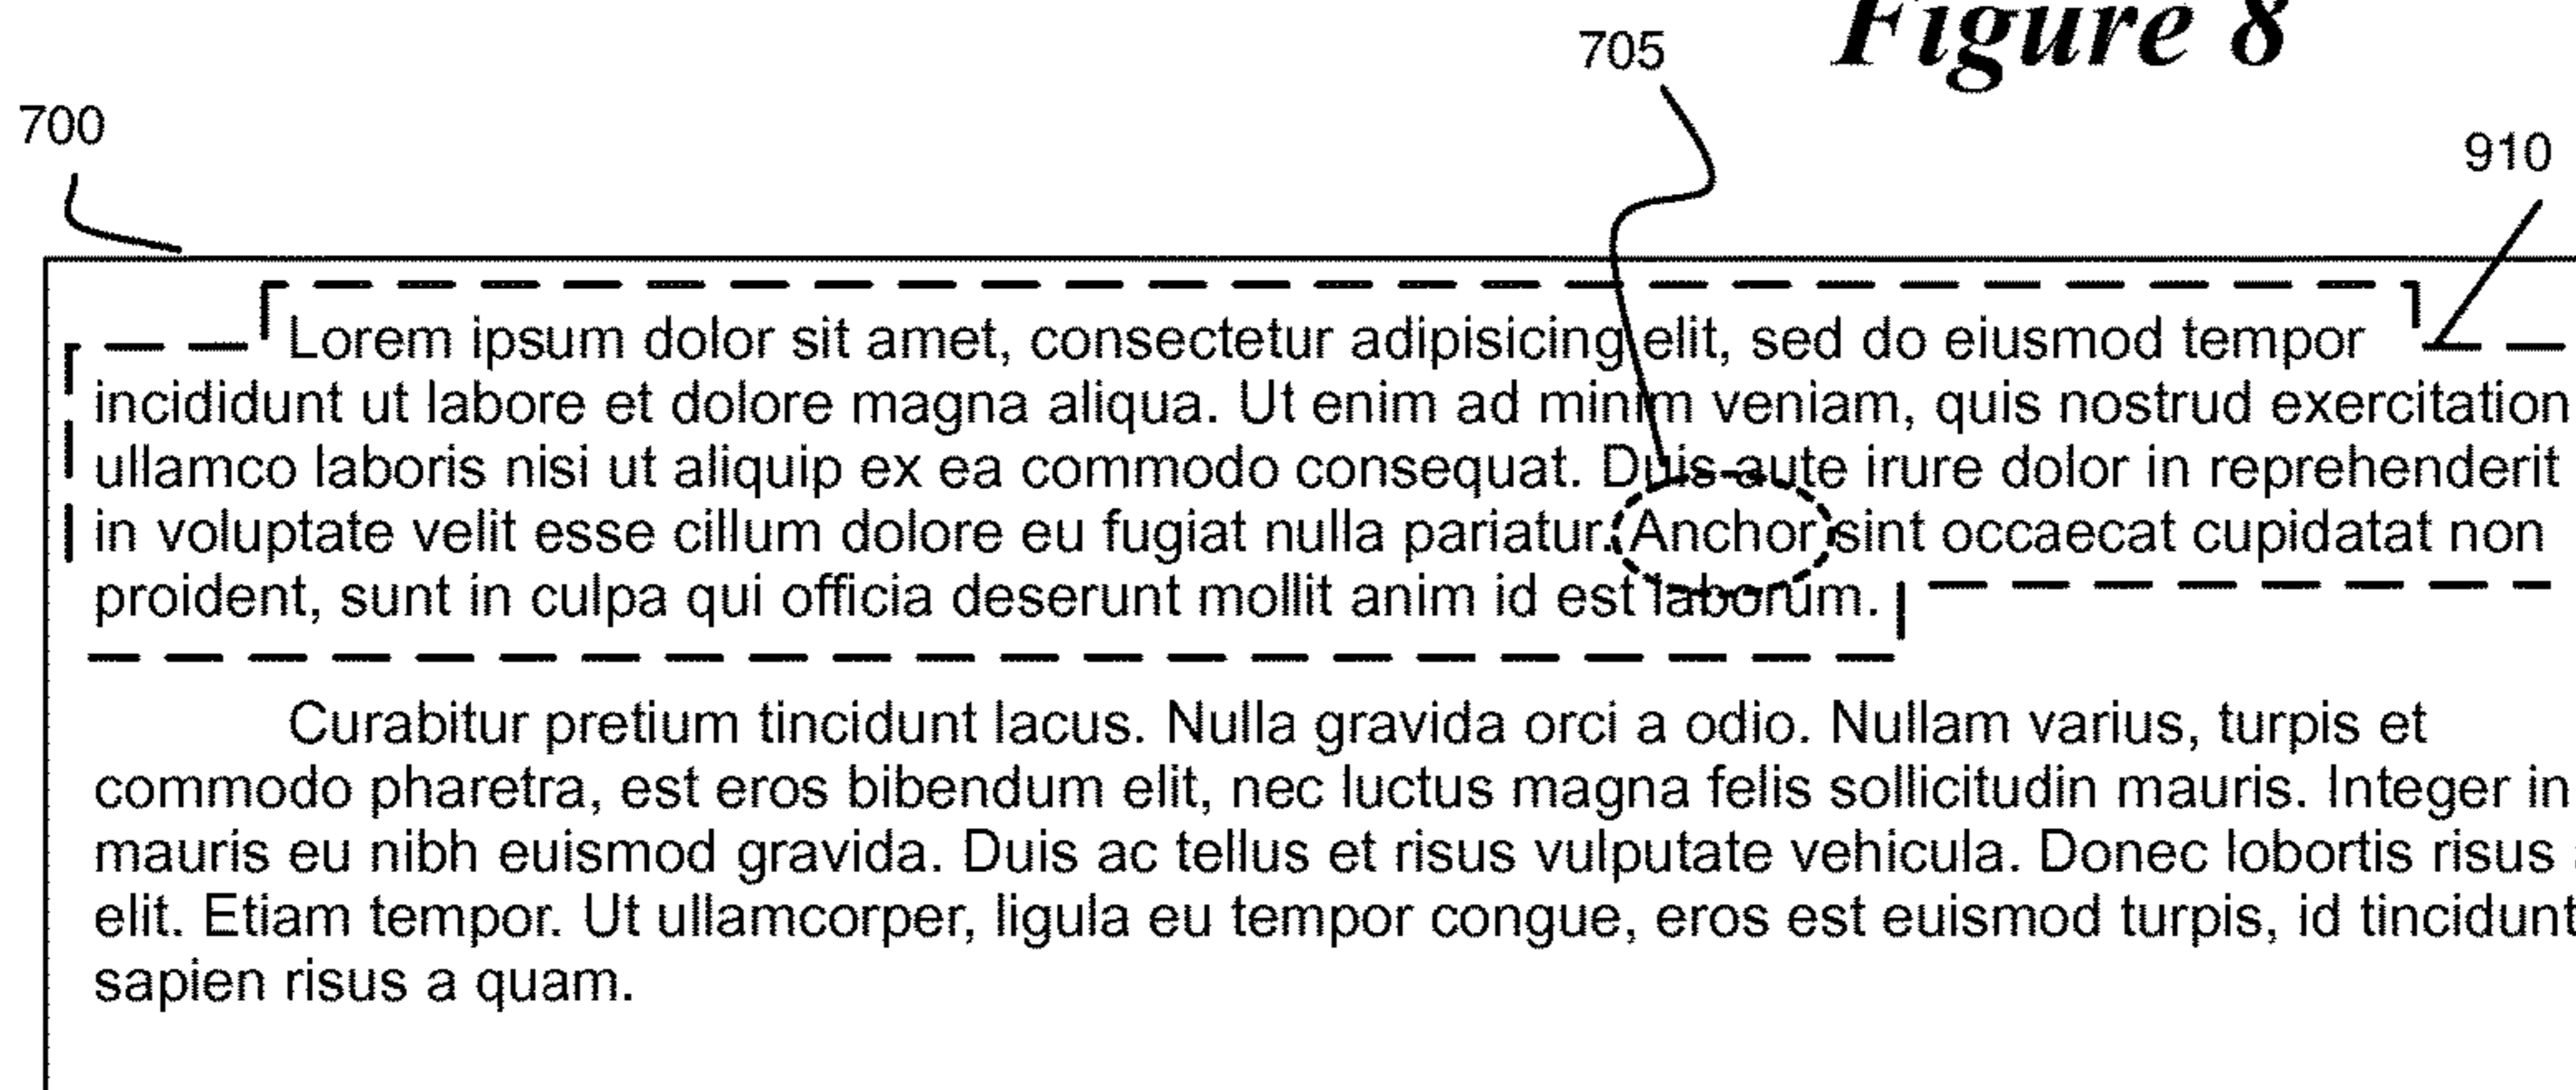 Figure 8
705
700
910
Lorem ipsum dolor sit amet, consectetur adipisicing elit, sed do eiusmod tempor
incididunt ut labore et dolore magna aliqua. Ut enim ad minim veniam, quis nostrud exercitation
ullamco laboris nisi ut aliquip ex ea commodo consequat. Duis aute irure dolor in reprehenderit
in voluptate velit esse cillum dolore eu fugiat nulla pariatur. Anchor sint occaecat cupidatat non
proident, sunt in culpa qui officia deserunt mollit anim id est laborum.
Curabitur pretium tincidunt lacus. Nulla gravida orci a odio. Nullam varius, turpis et
commodo pharetra, est eros bibendum elit, nec luctus magna felis sollicitudin mauris. Integer in
mauris eu nibh euismod gravida. Duis ac tellus et risus vulputate vehicula. Donec lobortis risus
elit. Etiam tempor. Ut ullamcorper, ligula eu tempor congue, eros est euismod turpis, id tincidunt
sapien risus a quam.